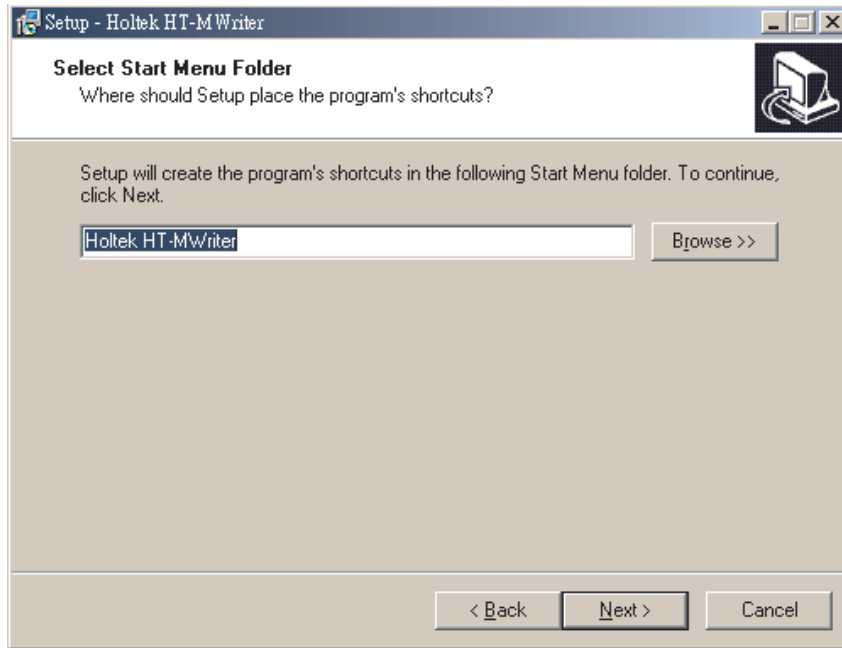 Setup - Holtek HT-MWriter
Select Start Menu Folder
Where should Setup place the program's shortcuts?
Setup will create the program's shortcuts in the following Start Menu folder. To continue,
click Next.
Holtek HT-MWriter
Browse >>
< Back
Next >
Cancel